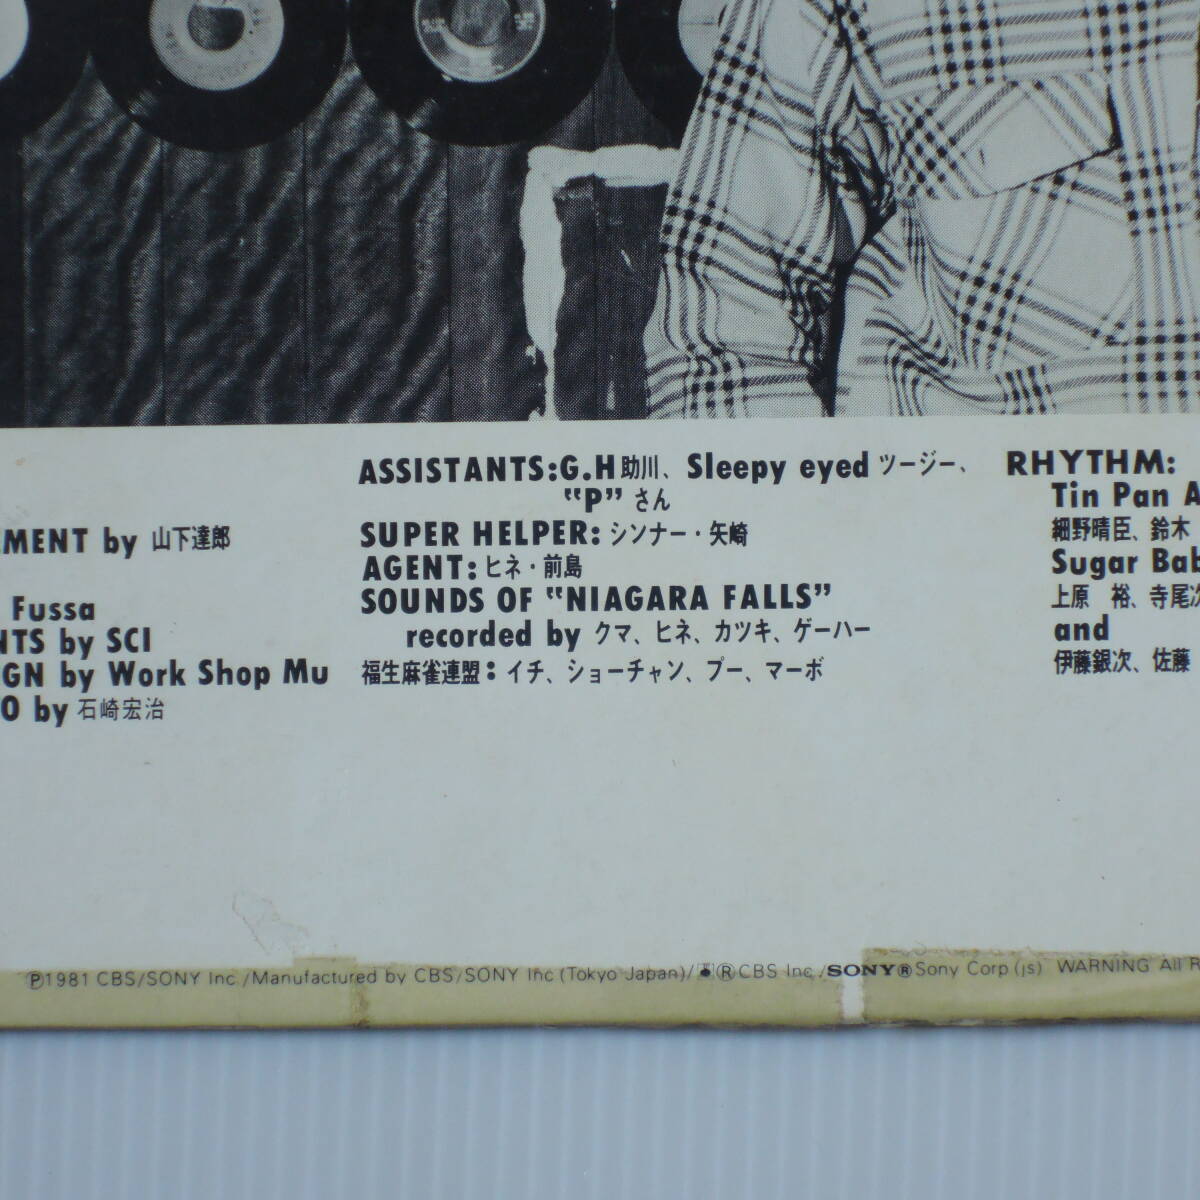 EMENT by 山下達郎
Fussa
NTS by SCI
GN by Work Shop Mu
O by 石崎宏治
ASSISTANTS:G.H助川、Sleepy eyed ツージー、
“P” さん
SUPER HELPER: シンナー・矢崎
AGENT: ヒネ・前島
SOUNDS OF “NIAGARA FALLS”
recorded by クマ、ヒネ、カツキ、ゲーハー
福生麻雀連盟：イチ、ショーチャン、プー、マーボ
RHYTHM:
Tin Pan A
細野晴臣、鈴木
Sugar Bab
上原 裕、寺尾次
and
伊藤銀次、佐藤
Ⓟ1981 CBS/SONY Inc./Manufactured by CBS/SONY Inc (Tokyo Japan)/ ®CBS Inc./SONY®Sony Corp (js) WARNING All R